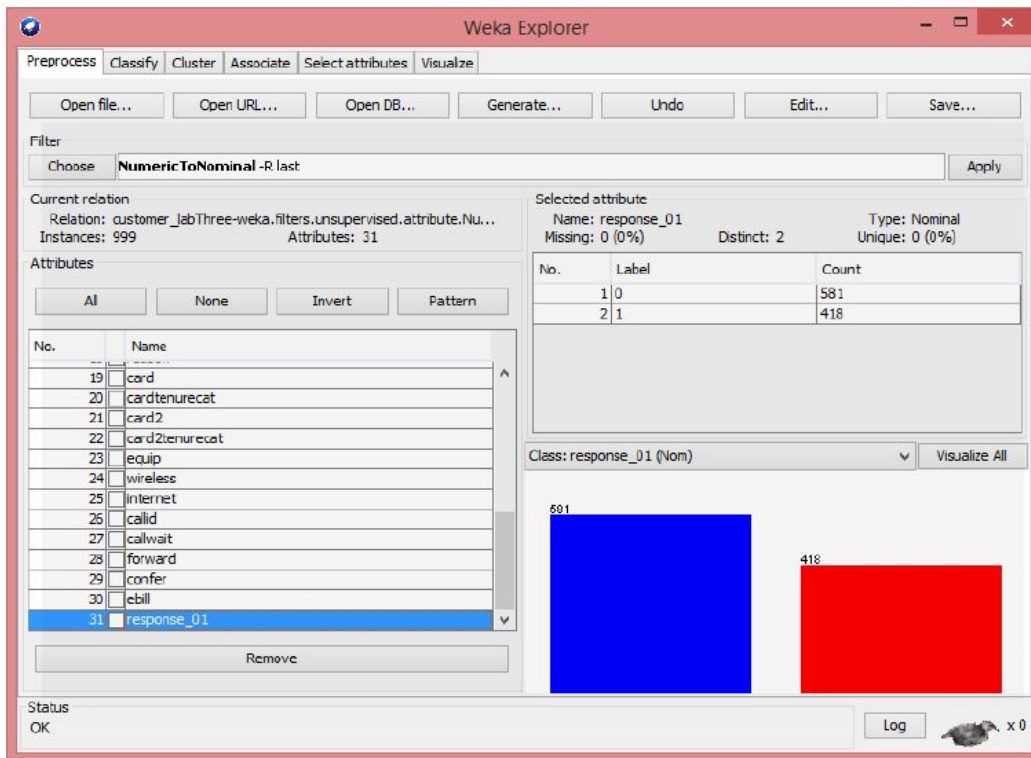 Weka Explorer
Preprocess Classify Cluster Associate Select attributes Visualize
Open file... Open URL... Open DB... Generate... Undo Edit... Save...
Filter
Choose NumericToNominal -R last Apply
Current relation
Relation: customer_labThree-weka.filters.unsupervised.attribute.Nu...
Instances: 999 Attributes: 31
Attributes
All None Invert Pattern
No. Name
19 card
20 cardtenurecat
21 card2
22 card2tenurecat
23 equip
24 wireless
25 internet
26 callid
27 callwait
28 forward
29 confer
30 ebill
31 response_01
Remove
Selected attribute
Name: response_01 Type: Nominal
Missing: 0 (0%) Distinct: 2 Unique: 0 (0%)
No. Label Count
1 0 581
2 1 418
Class: response_01 (Nom) Visualize All
581
418
Status
OK
Log x 0